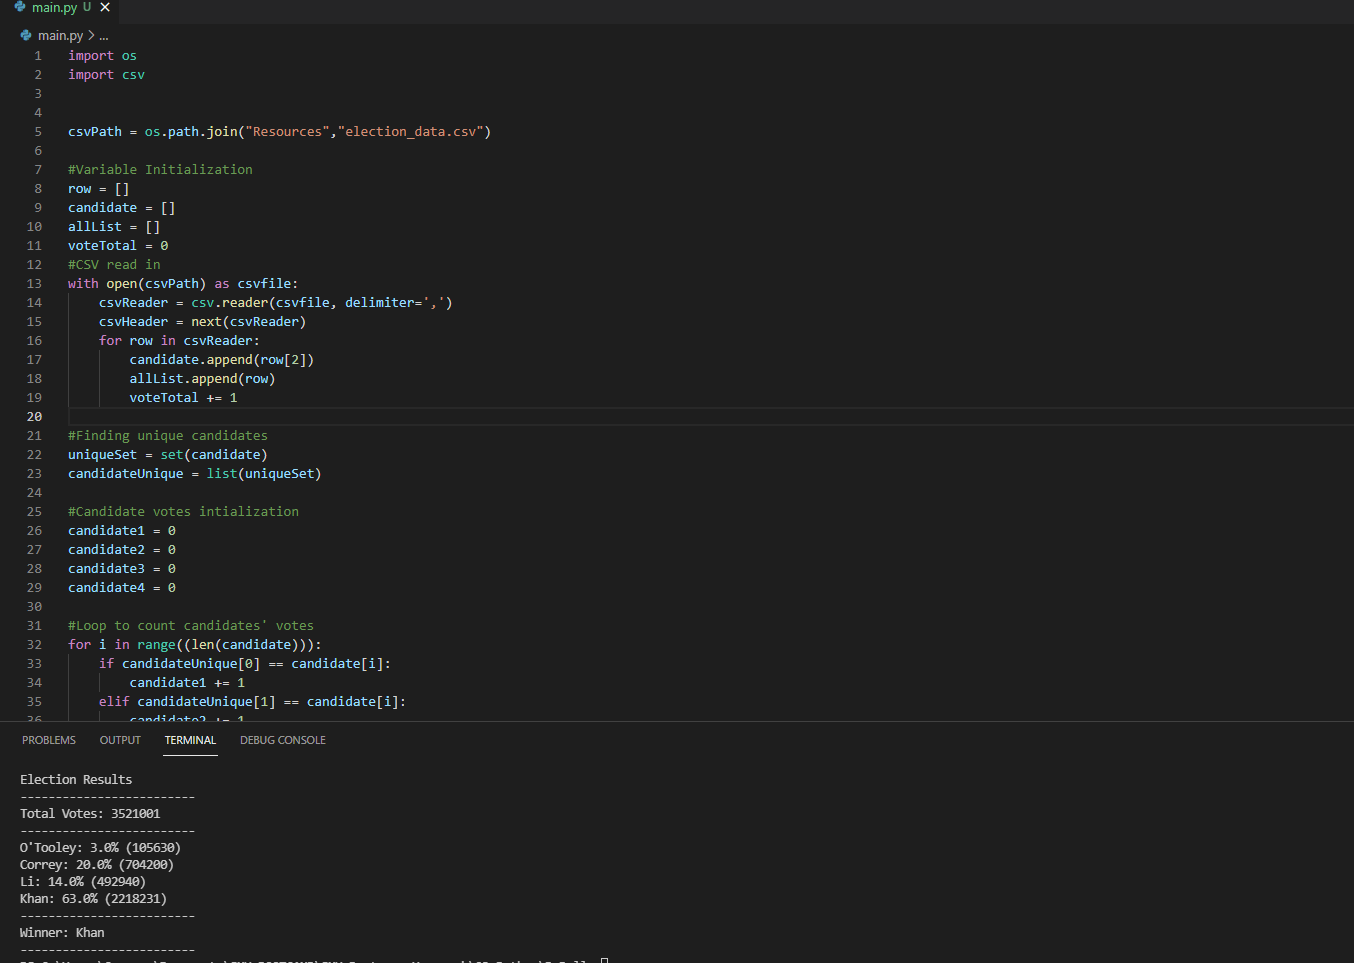 main.py U ×
main.py > ...
1 import os
2 import csv
3
4
5 csvPath = os.path.join("Resources","election_data.csv")
6
7 #Variable Initialization
8 row = []
9 candidate = []
10 allList = []
11 voteTotal = 0
12 #CSV read in
13 with open(csvPath) as csvfile:
14 csvReader = csv.reader(csvfile, delimiter=',')
15 csvHeader = next(csvReader)
16 for row in csvReader:
17 candidate.append(row[2])
18 allList.append(row)
19 voteTotal += 1
20
21 #Finding unique candidates
22 uniqueSet = set(candidate)
23 candidateUnique = list(uniqueSet)
24
25 #Candidate votes intialization
26 candidate1 = 0
27 candidate2 = 0
28 candidate3 = 0
29 candidate4 = 0
30
31 #Loop to count candidates' votes
32 for i in range((len(candidate))):
33 if candidateUnique[0] == candidate[i]:
34 candidate1 += 1
35 elif candidateUnique[1] == candidate[i]:
36 candidate2 += 1
PROBLEMS OUTPUT TERMINAL DEBUG CONSOLE
Election Results
-------------------------
Total Votes: 3521001
-------------------------
O'Tooley: 3.0% (105630)
Correy: 20.0% (704200)
Li: 14.0% (492940)
Khan: 63.0% (2218231)
-------------------------
Winner: Khan
-------------------------